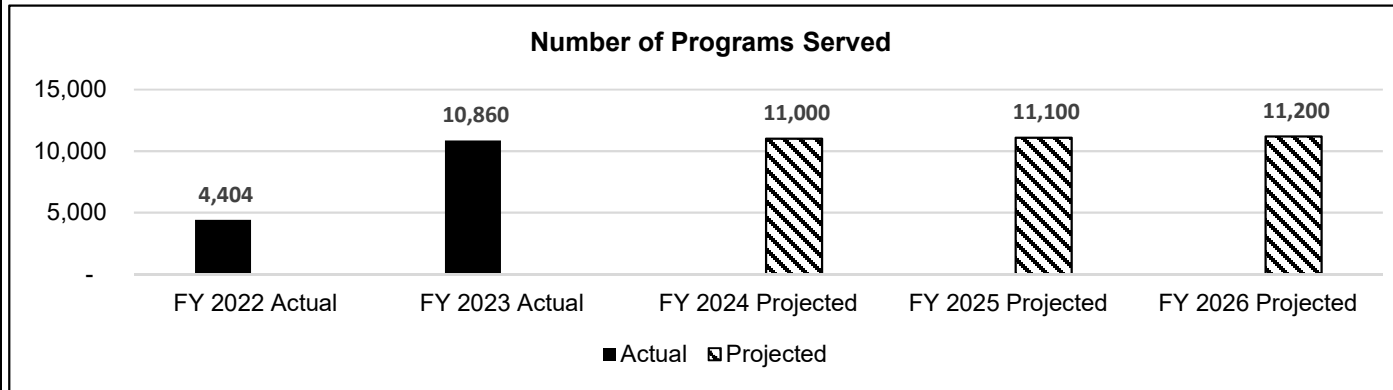 Number of Programs Served
15,000
10,000
5,000
-
4,404
10,860
11,000
11,100
11,200
FY 2022 Actual
FY 2023 Actual
FY 2024 Projected
FY 2025 Projected
FY 2026 Projected
Actual
Projected